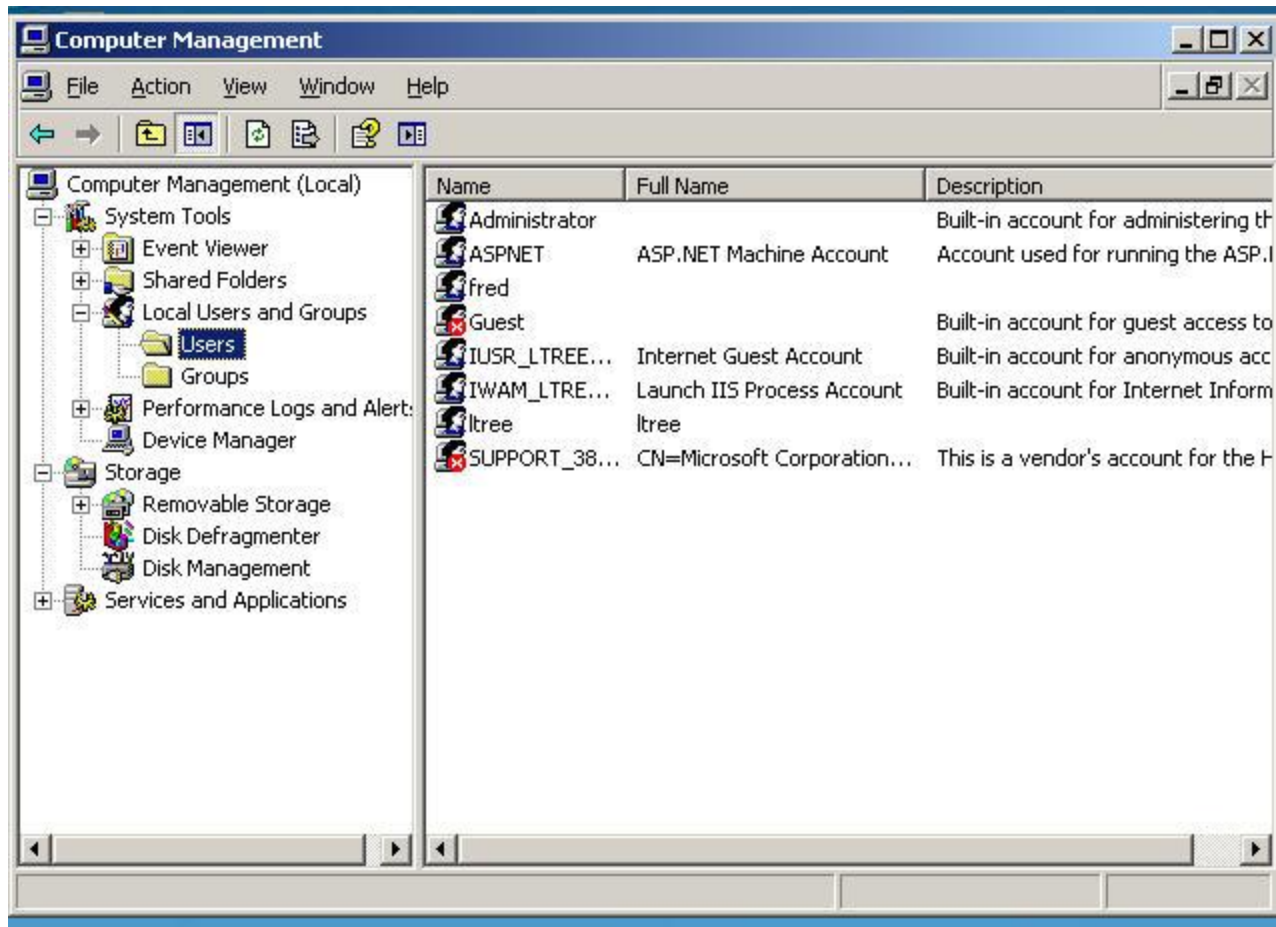 Computer Management
File Action View Window Help
Computer Management (Local)
System Tools
Event Viewer
Shared Folders
Local Users and Groups
Users
Groups
Performance Logs and Alert
Device Manager
Storage
Removable Storage
Disk Defragmenter
Disk Management
Services and Applications
Name Full Name Description
Administrator Built-in account for administering th
ASPNET ASP.NET Machine Account Account used for running the ASP.
fred
Guest Built-in account for guest access to
IUSR_LTREE... Internet Guest Account Built-in account for anonymous acc
IWAM_LTRE... Launch IIS Process Account Built-in account for Internet Inform
ltree ltree
SUPPORT_38... CN=Microsoft Corporation... This is a vendor's account for the H